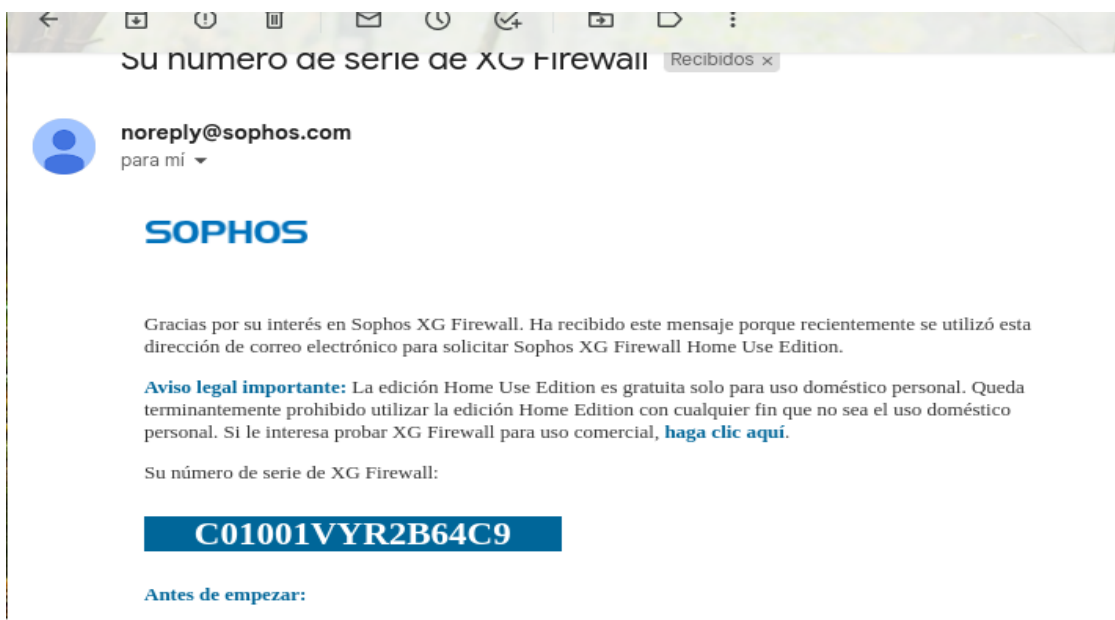 Su número de serie de XG Firewall Recibidos ×
noreply@sophos.com
para mí
SOPHOS
Gracias por su interés en Sophos XG Firewall. Ha recibido este mensaje porque recientemente se utilizó esta
dirección de correo electrónico para solicitar Sophos XG Firewall Home Use Edition.
Aviso legal importante: La edición Home Use Edition es gratuita solo para uso doméstico personal. Queda
terminantemente prohibido utilizar la edición Home Edition con cualquier fin que no sea el uso doméstico
personal. Si le interesa probar XG Firewall para uso comercial, haga clic aquí.
Su número de serie de XG Firewall:
C01001VYR2B64C9
Antes de empezar: